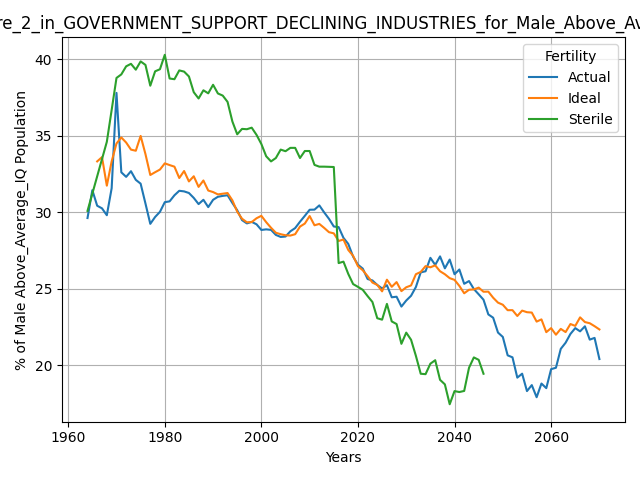 re_2_in_GOVERNMENT_SUPPORT_DECLINING_INDUSTRIES_for_Male_Above_Av
Fertility
Actual
Ideal
Sterile
% of Male Above_Average_IQ Population
40
35
30
25
20
1960 1980 2000 2020 2040 2060
Years